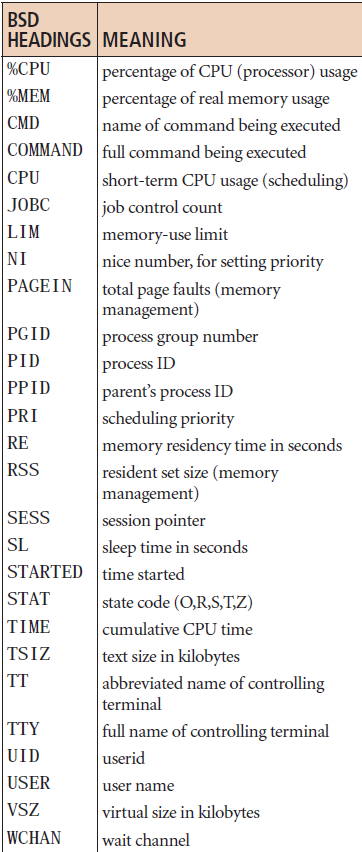 BSD
HEADINGS MEANING
%CPU percentage of CPU (processor) usage
%MEM percentage of real memory usage
CMD name of command being executed
COMMAND full command being executed
CPU short-term CPU usage (scheduling)
JOBC job control count
LIM memory-use limit
NI nice number, for setting priority
PAGEIN total page faults (memory
management)
PGID process group number
PID process ID
PPID parent's process ID
PRI scheduling priority
RE memory residency time in seconds
RSS resident set size (memory
management)
SESS session pointer
SL sleep time in seconds
STARTED time started
STAT state code (O,R,S,T,Z)
TIME cumulative CPU time
TSIZ text size in kilobytes
TT abbreviated name of controlling
terminal
TTY full name of controlling terminal
UID userid
USER user name
VSZ virtual size in kilobytes
WCHAN wait channel